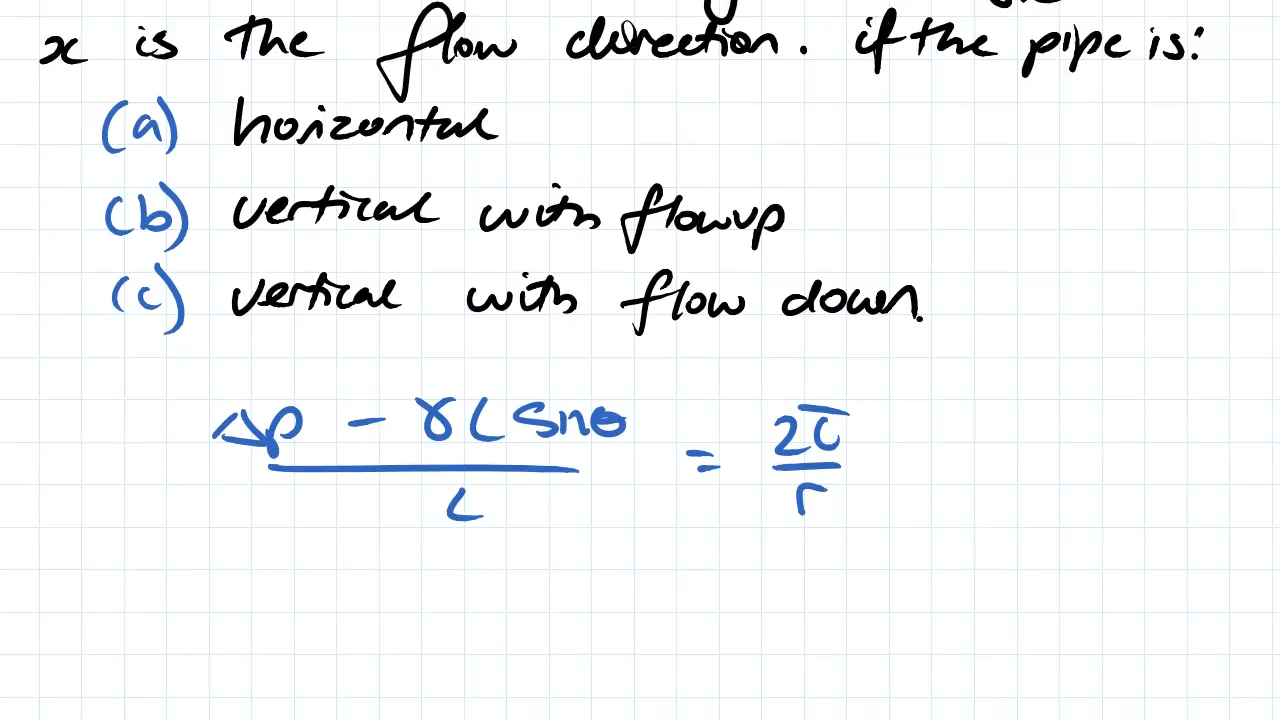 x is the flow direction. if the pipe is:
(a) horizontal
(b) vertical with flow up
(c) vertical with flow down.
Δp - γL sinθ / L = 2τ / r